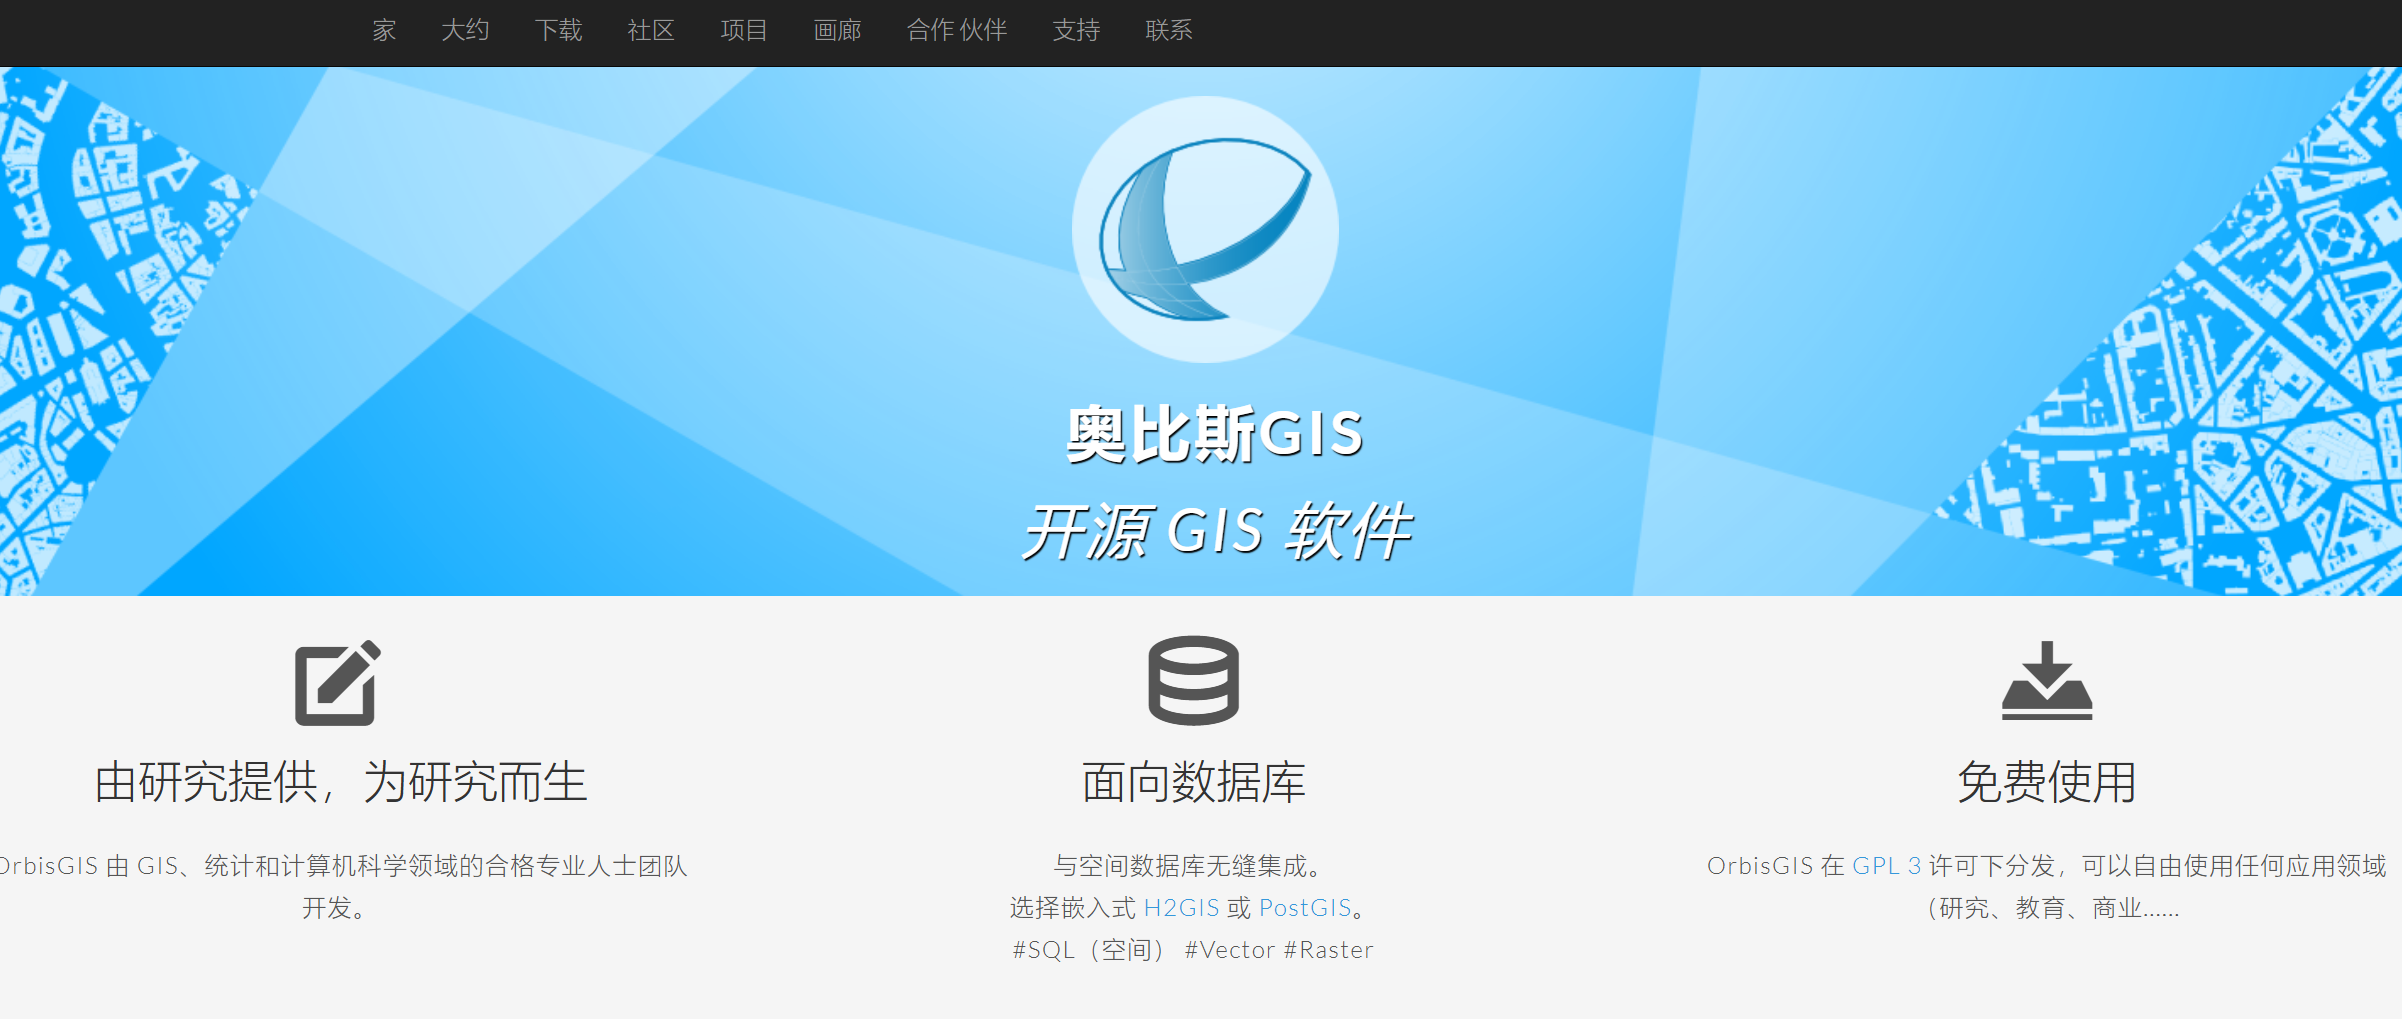 家 大约 下载 社区 项目 画廊 合作 伙伴 支持 联系
奥比斯GIS
开源 GIS 软件
由研究提供，为研究而生
OrbisGIS 由 GIS、统计和计算机科学领域的合格专业人士团队
开发。
面向数据库
与空间数据库无缝集成。
选择嵌入式 H2GIS 或 PostGIS。
#SQL（空间） #Vector #Raster
免费使用
OrbisGIS 在 GPL 3 许可下分发，可以自由使用任何应用领域
（研究、教育、商业......